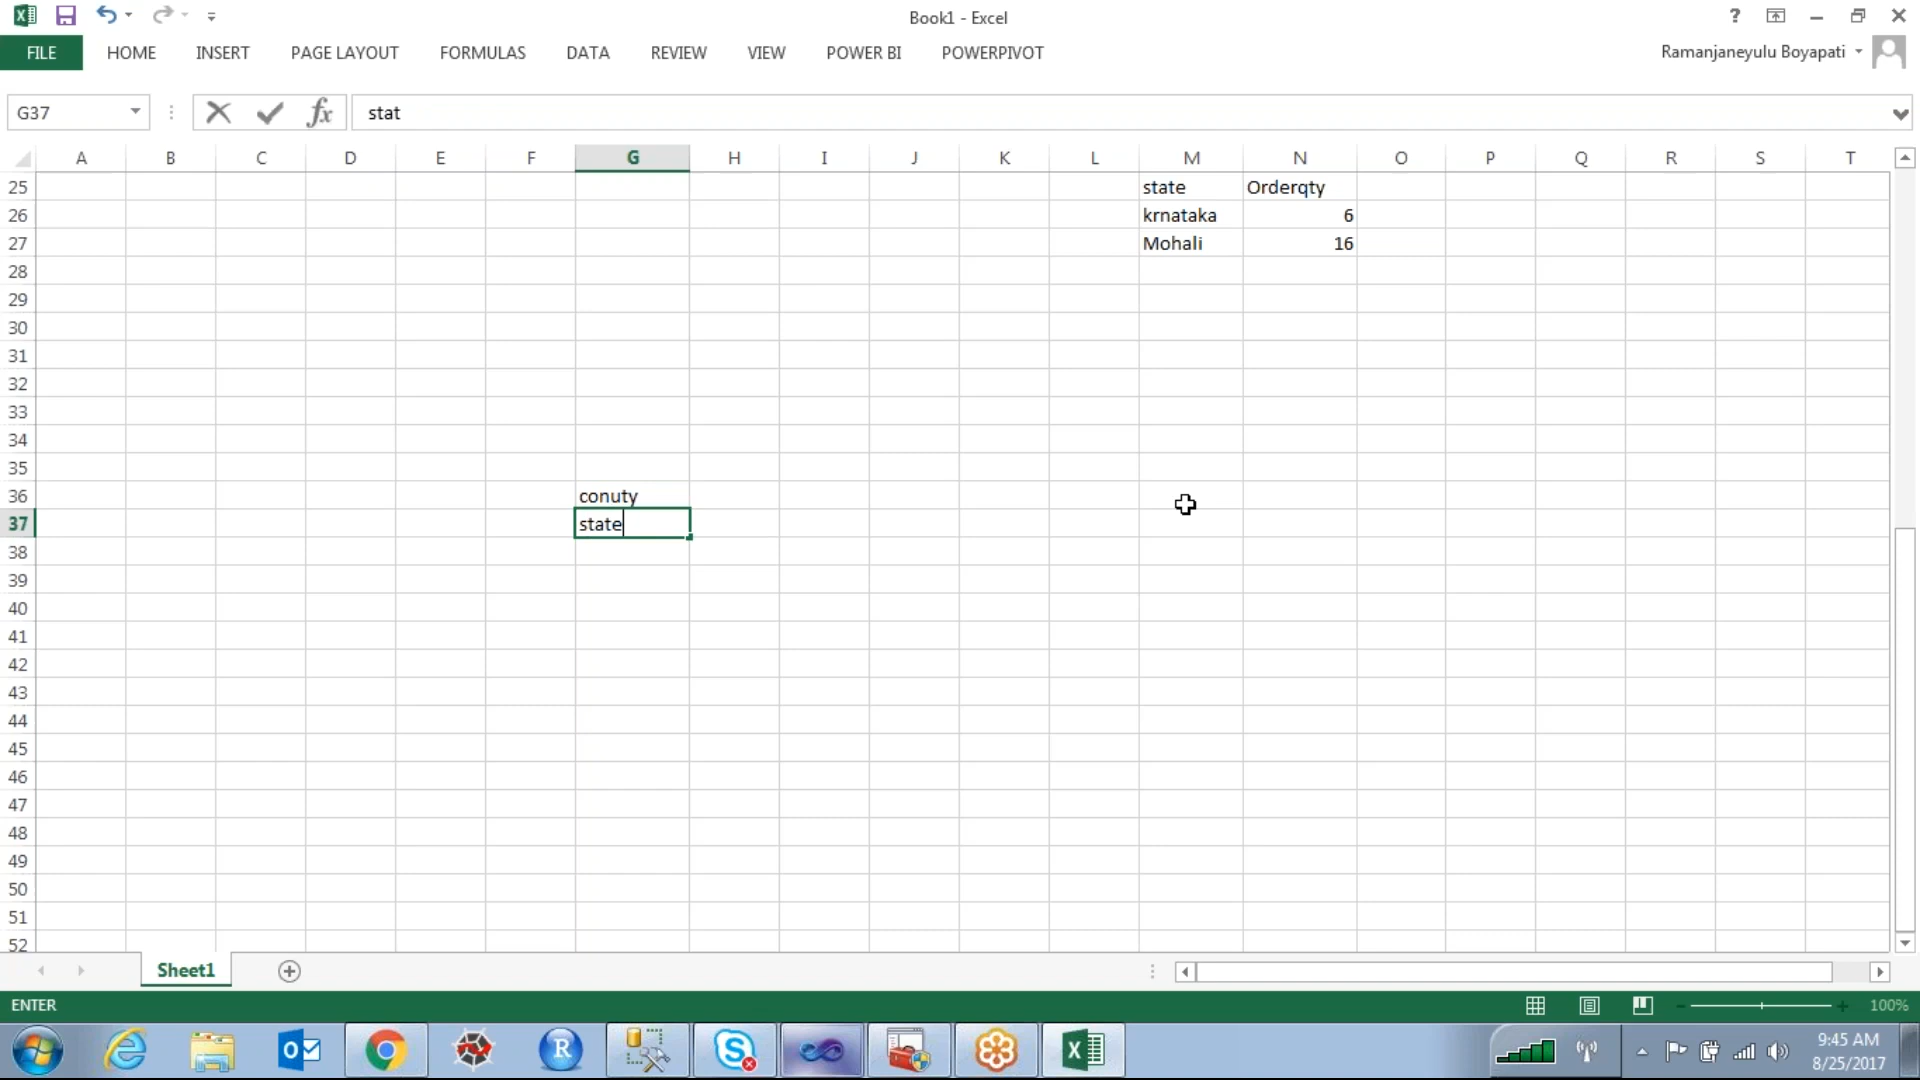 Book1 - Excel
?
FILE HOME INSERT PAGE LAYOUT FORMULAS DATA REVIEW VIEW POWER BI POWERPIVOT
Ramanjaneyulu Boyapati
G37 fx stat
A B C D E F G H I J K L M N O P Q R S T
25 state Orderqty
26 krnataka 6
27 Mohali 16
28
29
30
31
32
33
34
35
36 conuty
37 state
38
39
40
41
42
43
44
45
46
47
48
49
50
51
52
Sheet1
ENTER
100%
9:45 AM
8/25/2017